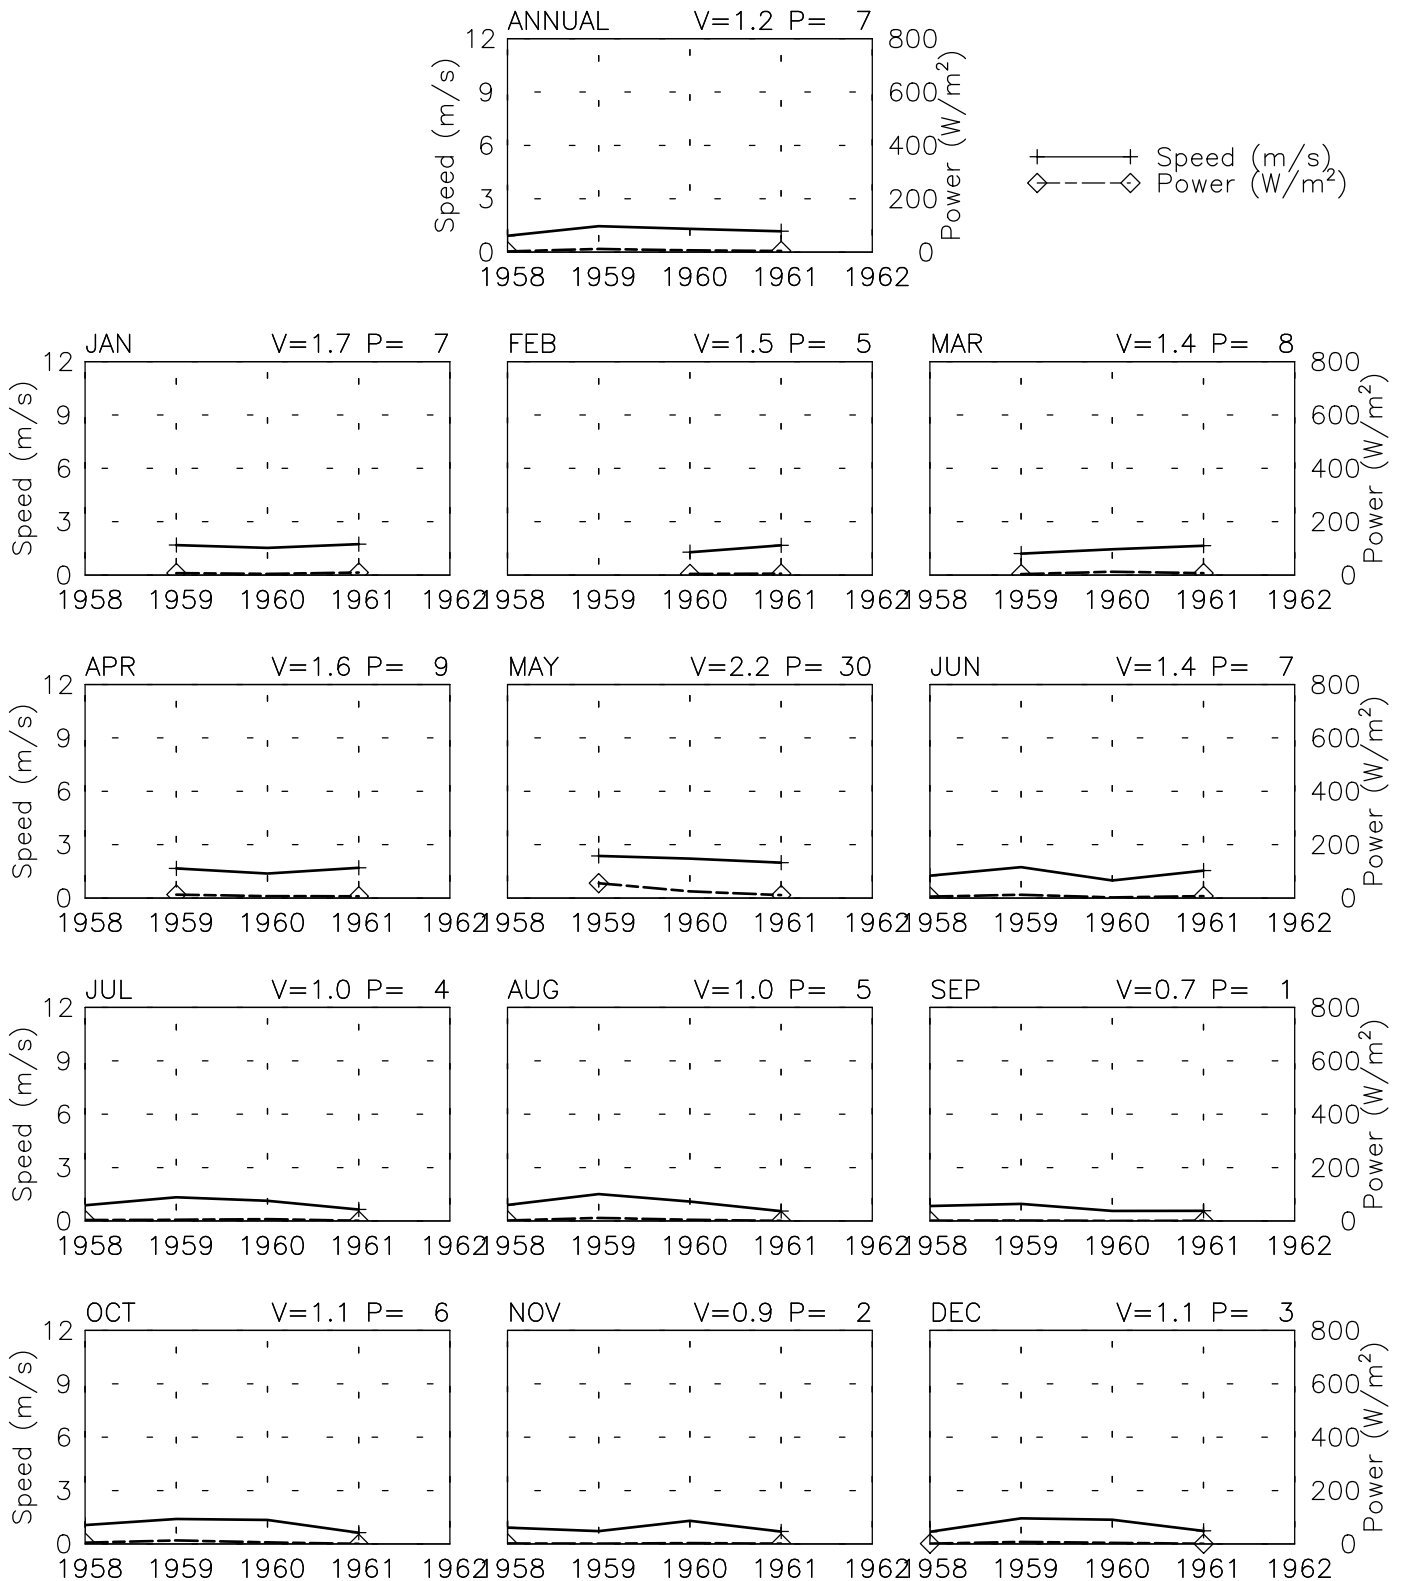 ANNUAL V=1.2 P= 7
12 800
9 600
6 400
3 200
0 0
Speed (m/s)
Power (W/m²)
1958 1959 1960 1961 1962
Speed (m/s)
Power (W/m²)
JAN V=1.7 P= 7 FEB V=1.5 P= 5 MAR V=1.4 P= 8
12 800
9 600
6 400
3 200
0 0
Speed (m/s)
Power (W/m²)
1958 1959 1960 1961 1962 1958 1959 1960 1961 1962 1958 1959 1960 1961 1962
APR V=1.6 P= 9 MAY V=2.2 P= 30 JUN V=1.4 P= 7
12 800
9 600
6 400
3 200
0 0
Speed (m/s)
Power (W/m²)
1958 1959 1960 1961 1962 1958 1959 1960 1961 1962 1958 1959 1960 1961 1962
JUL V=1.0 P= 4 AUG V=1.0 P= 5 SEP V=0.7 P= 1
12 800
9 600
6 400
3 200
0 0
Speed (m/s)
Power (W/m²)
1958 1959 1960 1961 1962 1958 1959 1960 1961 1962 1958 1959 1960 1961 1962
OCT V=1.1 P= 6 NOV V=0.9 P= 2 DEC V=1.1 P= 3
12 800
9 600
6 400
3 200
0 0
Speed (m/s)
Power (W/m²)
1958 1959 1960 1961 1962 1958 1959 1960 1961 1962 1958 1959 1960 1961 1962